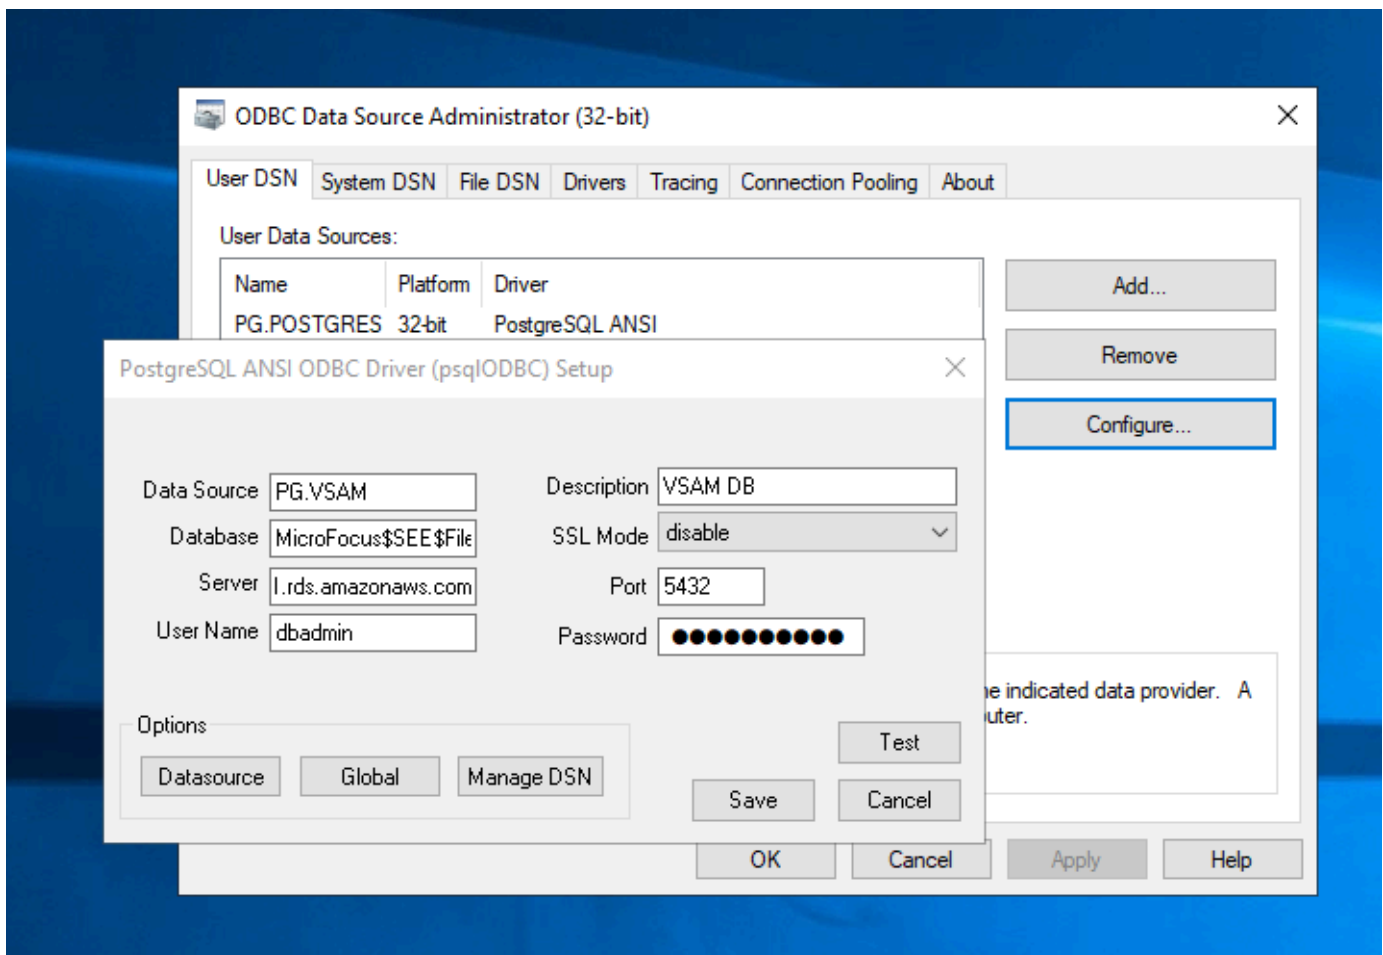 ODBC Data Source Administrator (32-bit)
User DSN System DSN File DSN Drivers Tracing Connection Pooling About
User Data Sources:
Name Platform Driver
PG.POSTGRES 32-bit PostgreSQL ANSI
Add...
Remove
Configure...
PostgreSQL ANSI ODBC Driver (psqlODBC) Setup
Data Source PG.VSAM Description VSAM DB
Database MicroFocus$SEE$File SSL Mode disable
Server l.rds.amazonaws.com Port 5432
User Name dbadmin Password ●●●●●●●●●●
Options
Datasource Global Manage DSN
Test
Save Cancel
he indicated data provider. A
outer.
OK Cancel Apply Help